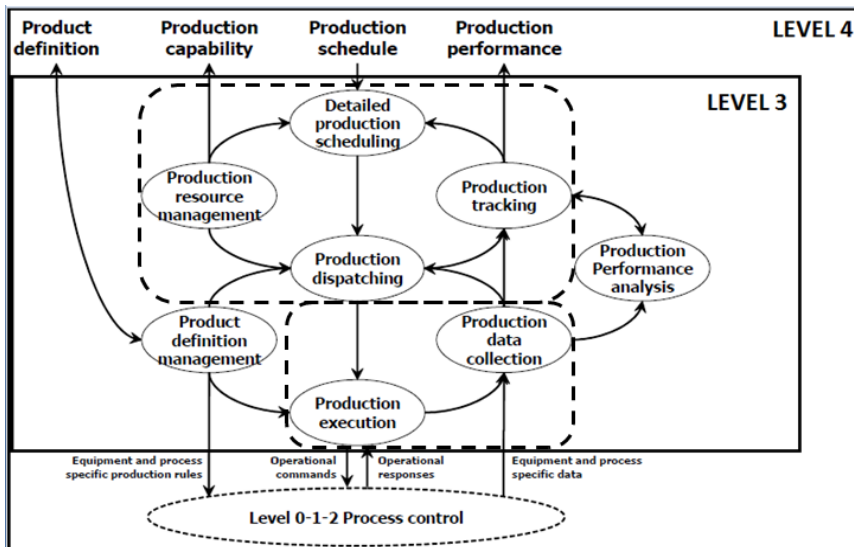 Product
definition
Production
capability
Production
schedule
Production
performance
LEVEL 4
LEVEL 3
Detailed
production
scheduling
Production
resource
management
Production
tracking
Production
dispatching
Production
Performance
analysis
Product
definition
management
Production
data
collection
Production
execution
Equipment and process
specific production rules
Operational
commands
Operational
responses
Equipment and process
specific data
Level 0-1-2 Process control